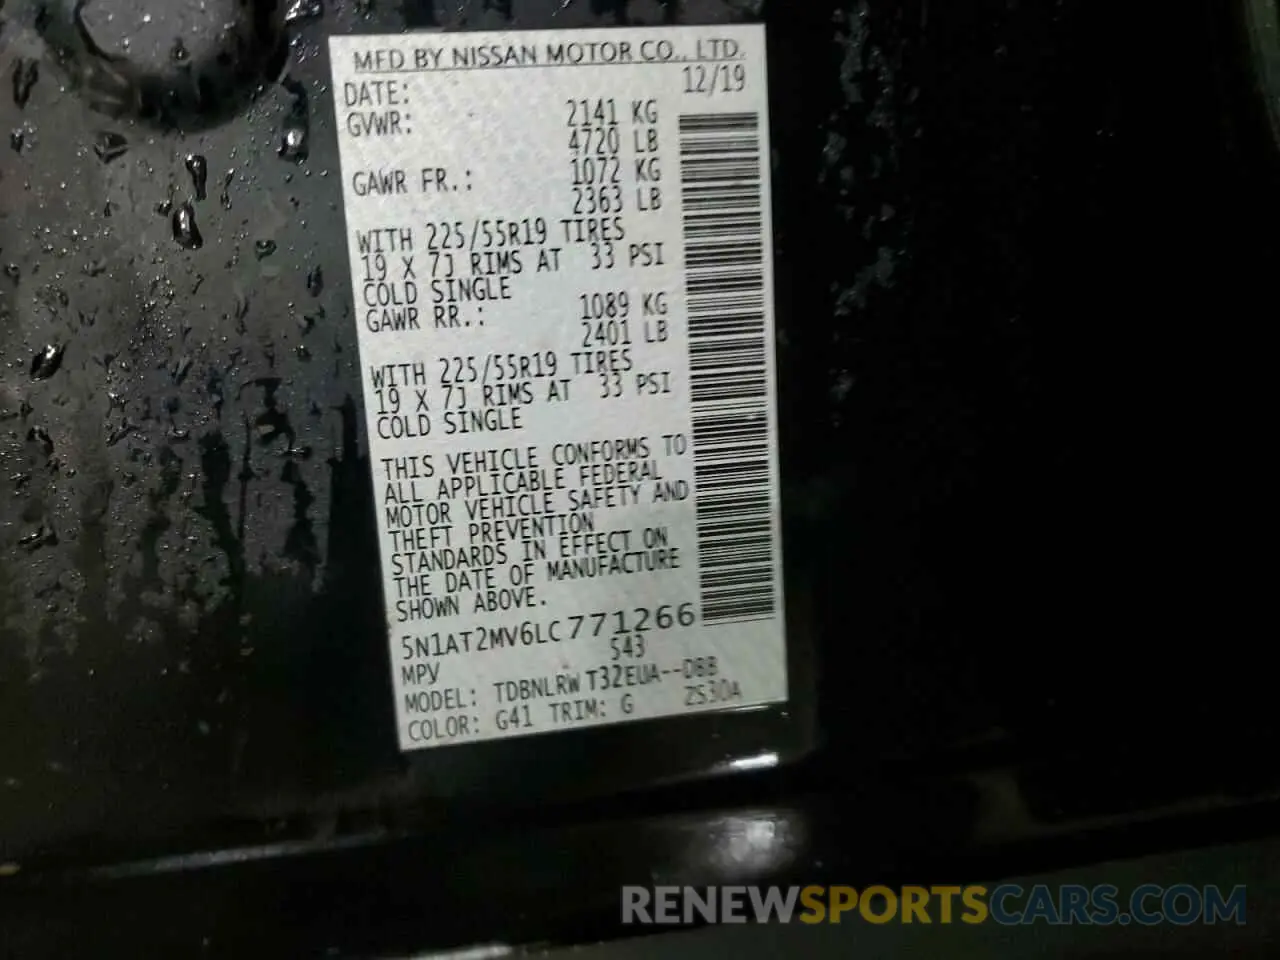 MFD BY NISSAN MOTOR CO., LTD.
DATE: 12/19
GVWR: 2141 KG
4720 LB
GAWR FR.: 1072 KG
2363 LB
WITH 225/55R19 TIRES
19 X 7J RIMS AT 33 PSI
COLD SINGLE
GAWR RR.: 1089 KG
2401 LB
WITH 225/55R19 TIRES
19 X 7J RIMS AT 33 PSI
COLD SINGLE
THIS VEHICLE CONFORMS TO
ALL APPLICABLE FEDERAL
MOTOR VEHICLE SAFETY AND
THEFT PREVENTION
STANDARDS IN EFFECT ON
THE DATE OF MANUFACTURE
SHOWN ABOVE.
5N1AT2MV6LC771266
MPV 543
MODEL: TDBNLRW T32EUA--DBB
COLOR: G41 TRIM: G ZS30A
RENEWSPORTSCARS.COM